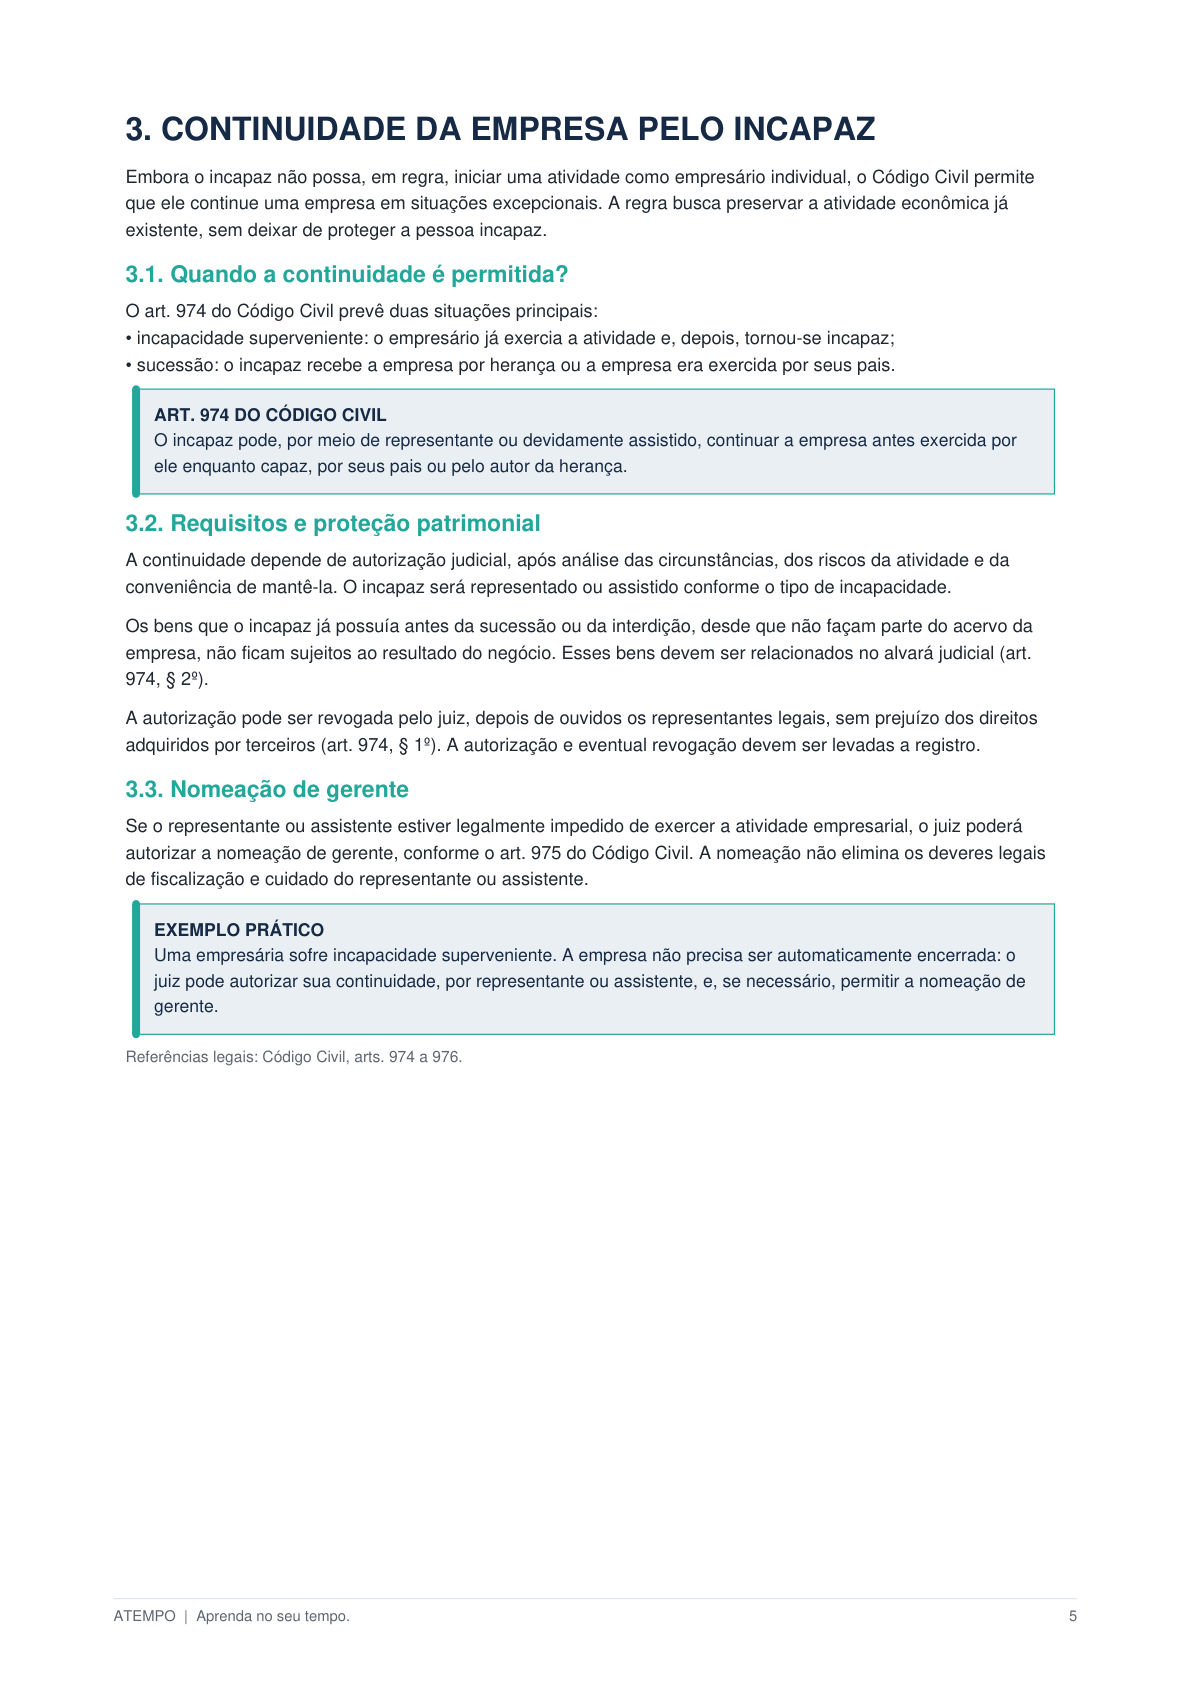 3. CONTINUIDADE DA EMPRESA PELO INCAPAZ
Embora o incapaz não possa, em regra, iniciar uma atividade como empresário individual, o Código Civil permite
que ele continue uma empresa em situações excepcionais. A regra busca preservar a atividade econômica já
existente, sem deixar de proteger a pessoa incapaz.
3.1. Quando a continuidade é permitida?
O art. 974 do Código Civil prevê duas situações principais:
• incapacidade superveniente: o empresário já exercia a atividade e, depois, tornou-se incapaz;
• sucessão: o incapaz recebe a empresa por herança ou a empresa era exercida por seus pais.
ART. 974 DO CÓDIGO CIVIL
O incapaz pode, por meio de representante ou devidamente assistido, continuar a empresa antes exercida por
ele enquanto capaz, por seus pais ou pelo autor da herança.
3.2. Requisitos e proteção patrimonial
A continuidade depende de autorização judicial, após análise das circunstâncias, dos riscos da atividade e da
conveniência de mantê-la. O incapaz será representado ou assistido conforme o tipo de incapacidade.
Os bens que o incapaz já possuía antes da sucessão ou da interdição, desde que não façam parte do acervo da
empresa, não ficam sujeitos ao resultado do negócio. Esses bens devem ser relacionados no alvará judicial (art.
974, § 2º).
A autorização pode ser revogada pelo juiz, depois de ouvidos os representantes legais, sem prejuízo dos direitos
adquiridos por terceiros (art. 974, § 1º). A autorização e eventual revogação devem ser levadas a registro.
3.3. Nomeação de gerente
Se o representante ou assistente estiver legalmente impedido de exercer a atividade empresarial, o juiz poderá
autorizar a nomeação de gerente, conforme o art. 975 do Código Civil. A nomeação não elimina os deveres legais
de fiscalização e cuidado do representante ou assistente.
EXEMPLO PRÁTICO
Uma empresária sofre incapacidade superveniente. A empresa não precisa ser automaticamente encerrada: o
juiz pode autorizar sua continuidade, por representante ou assistente, e, se necessário, permitir a nomeação de
gerente.
Referências legais: Código Civil, arts. 974 a 976.
ATEMPO | Aprenda no seu tempo.
5